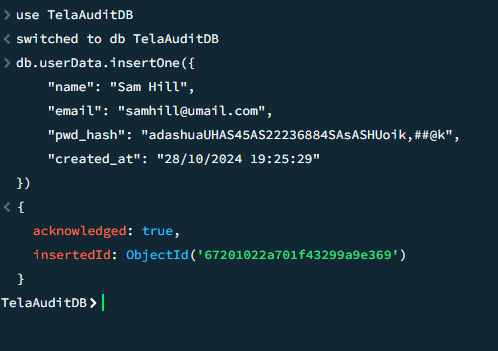 > use TelaAuditDB
< switched to db TelaAuditDB
> db.userData.insertOne({
"name": "Sam Hill",
"email": "samhill@umail.com",
"pwd_hash": "adashuaUHAS45AS22236884SAsASHUoik,##@k",
"created_at": "28/10/2024 19:25:29"
})
< {
acknowledged: true,
insertedId: ObjectId('67201022a701f43299a9e369')
}
TelaAuditDB>